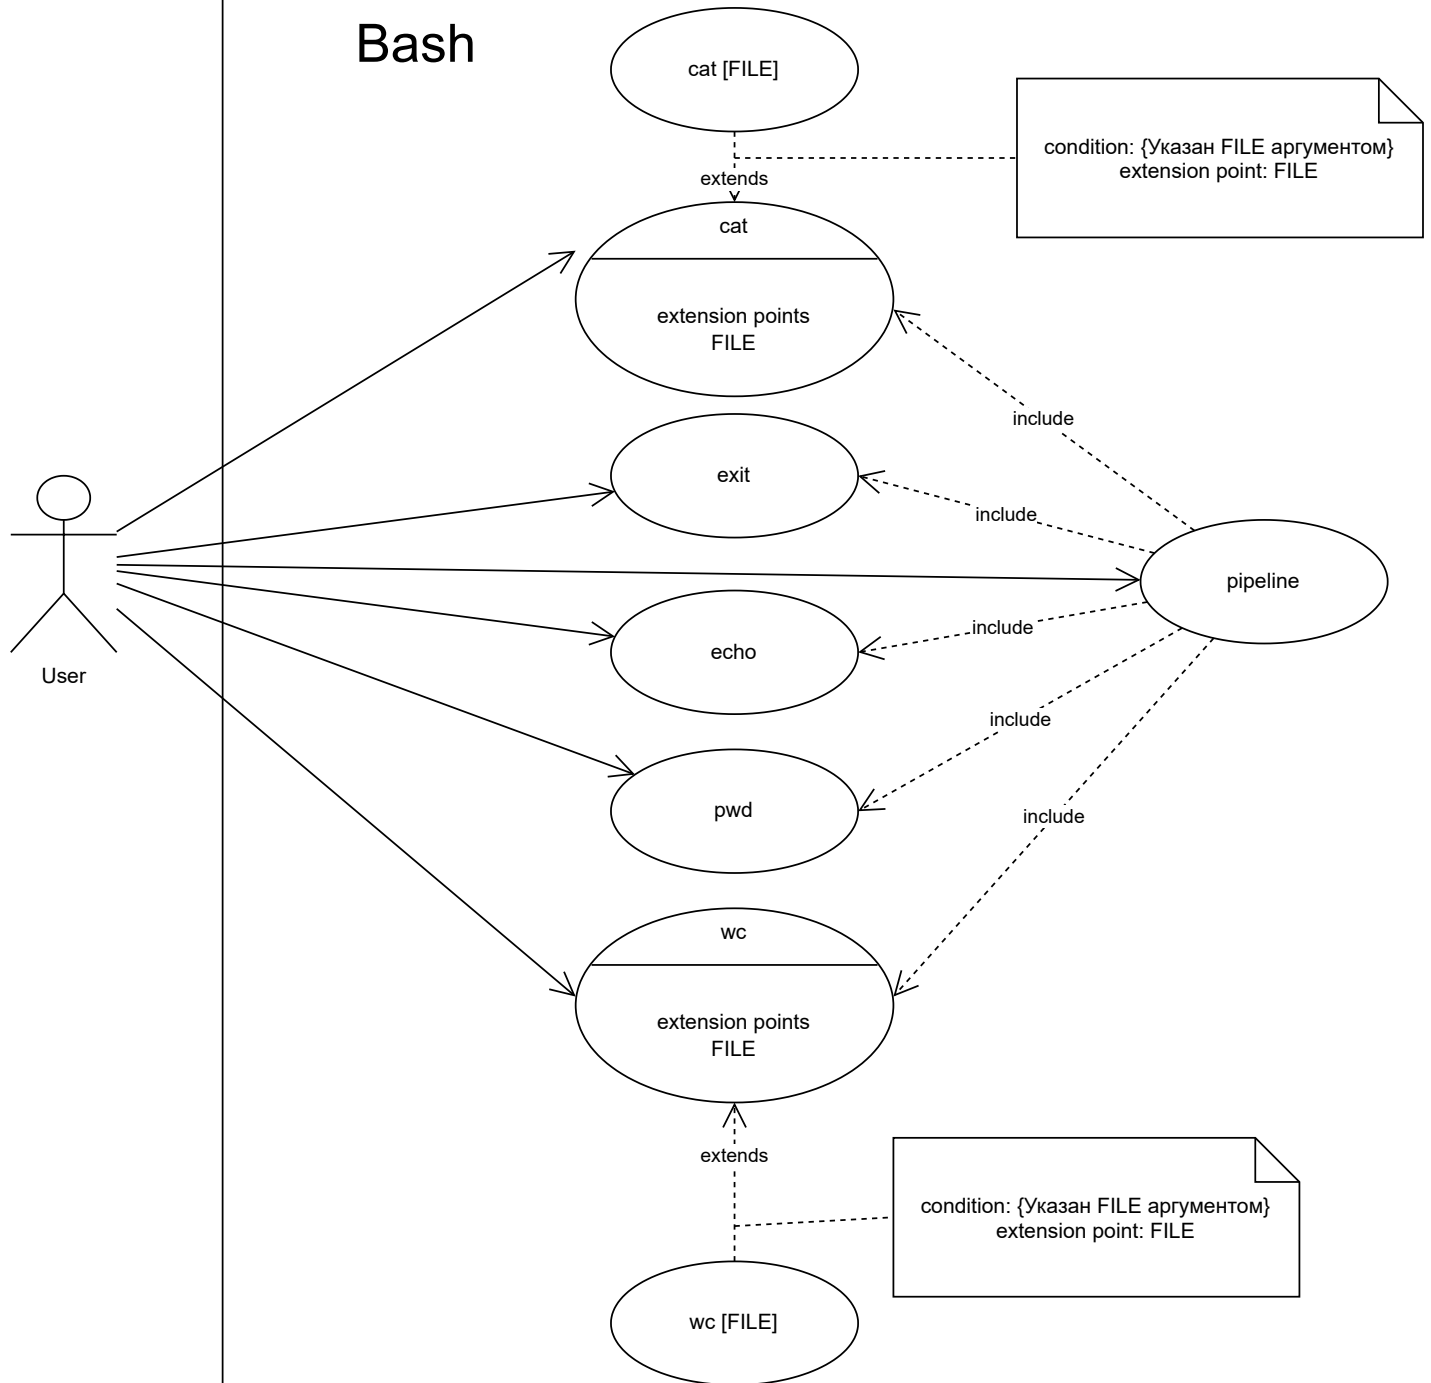 Bash
cat [FILE]
condition: {Указан FILE аргументом}
extension point: FILE
extends
cat
extension points
FILE
include
exit
include
pipeline
User
echo
include
include
pwd
include
wc
extension points
FILE
extends
condition: {Указан FILE аргументом}
extension point: FILE
wc [FILE]